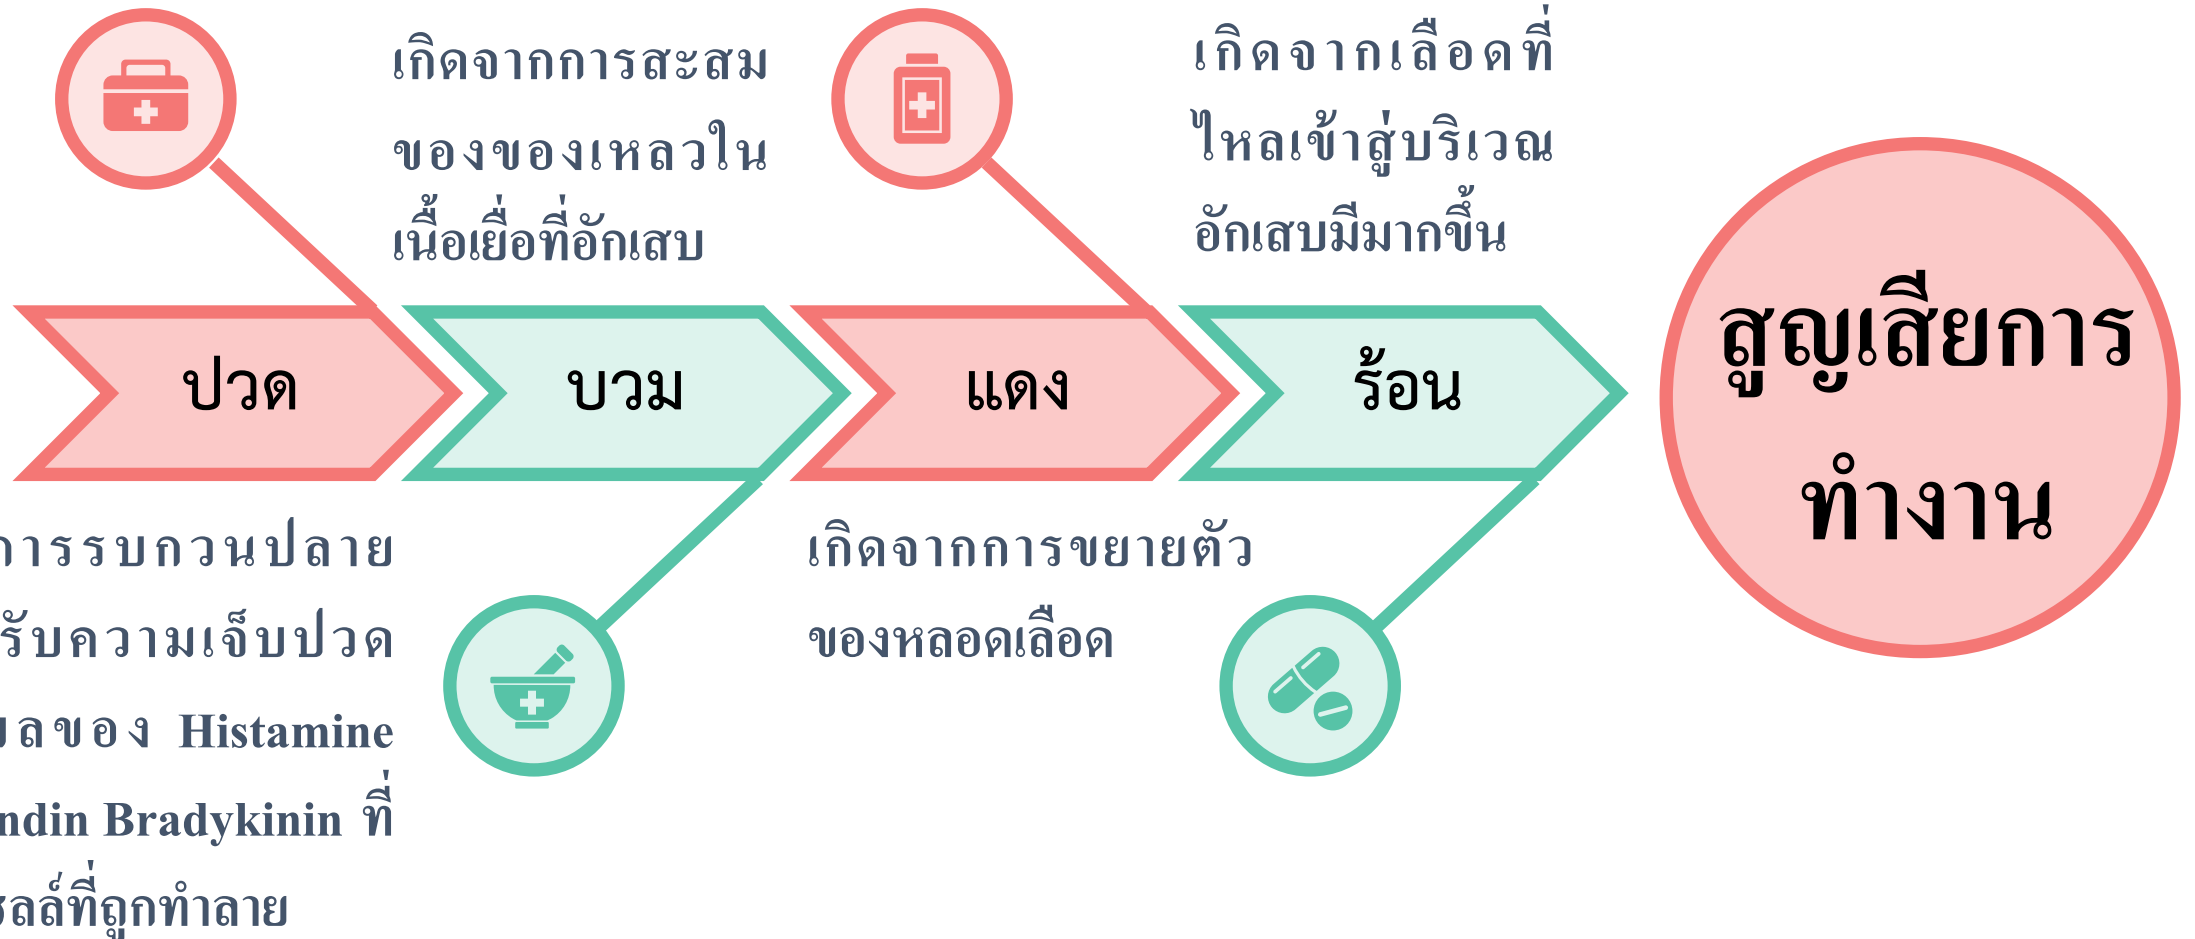 เกิดจากการสะสม
ของของเหลวใน
เนื้อเยื่อที่อักเสบ
เกิดจากเลือดที่
ไหลเข้าสู่บริเวณ
อักเสบมีมากขึ้น
ปวด
บวม
แดง
ร้อน
สูญเสียการ
ทำงาน
การรบกวนปลาย
รับความเจ็บปวด
ผลของ Histamine
ndin Bradykinin ที่
ซลล์ที่ถูกทำลาย
เกิดจากการขยายตัว
ของหลอดเลือด